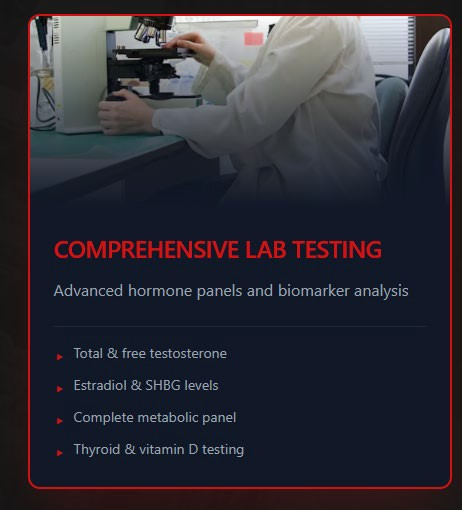 COMPREHENSIVE LAB TESTING
Advanced hormone panels and biomarker analysis
Total & free testosterone
Estradiol & SHBG levels
Complete metabolic panel
Thyroid & vitamin D testing